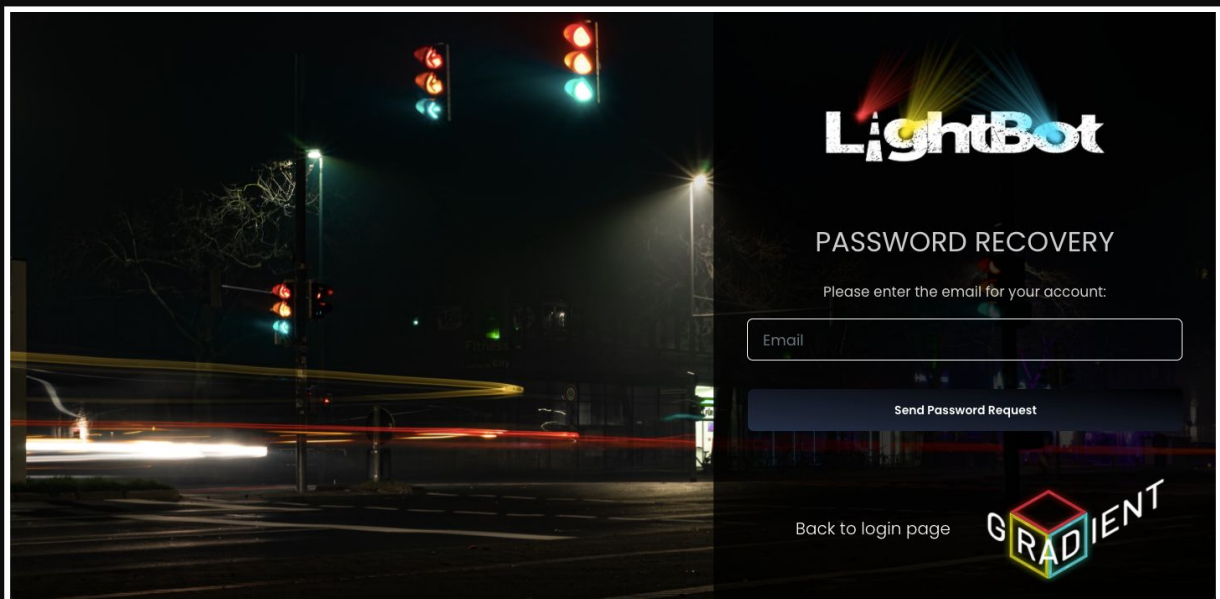 LightBot
PASSWORD RECOVERY
Please enter the email for your account:
Email
Send Password Request
Back to login page
GRADIENT